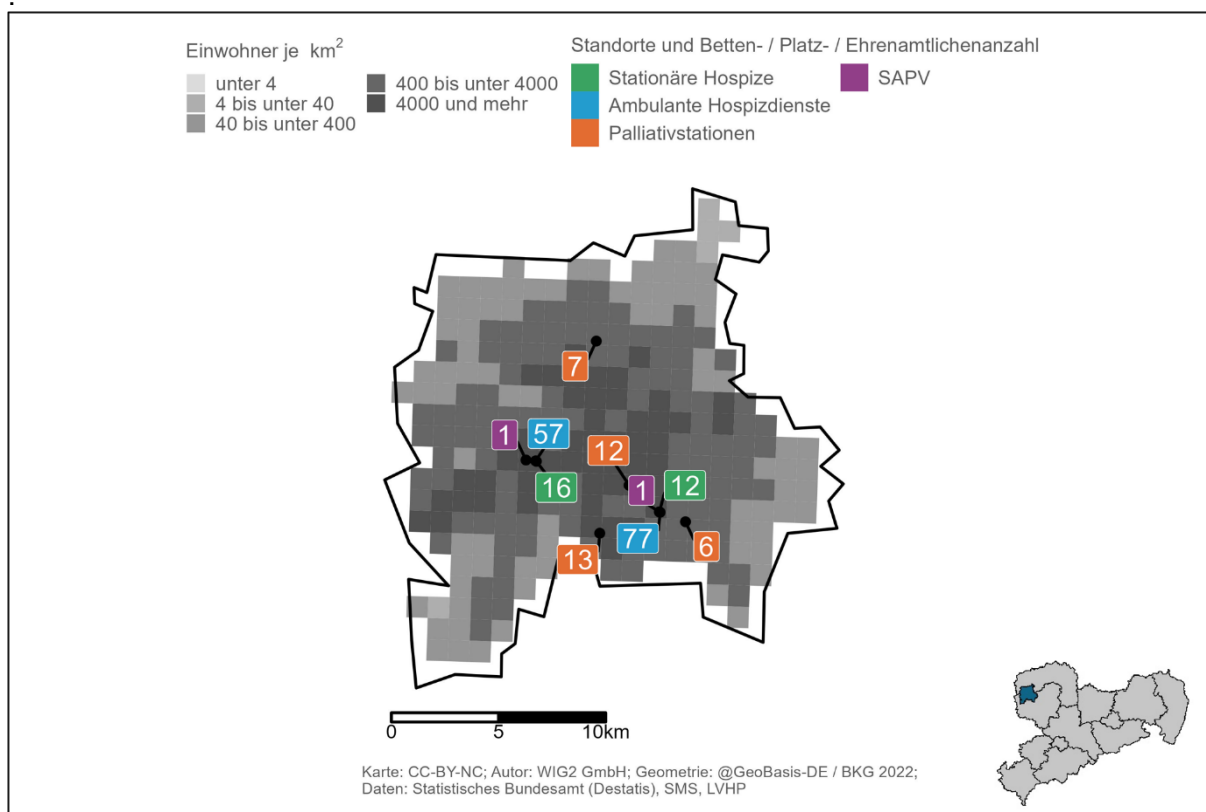 :
Einwohner je km²
unter 4
4 bis unter 40
40 bis unter 400
400 bis unter 4000
4000 und mehr
Standorte und Betten- / Platz- / Ehrenamtlichenanzahl
Stationäre Hospize
Ambulante Hospizdienste
Palliativstationen
SAPV
7
1
57
16
12
1
12
77
6
13
0
5
10km
Karte: CC-BY-NC; Autor: WIG2 GmbH; Geometrie: @GeoBasis-DE / BKG 2022;
Daten: Statistisches Bundesamt (Destatis), SMS, LVHP